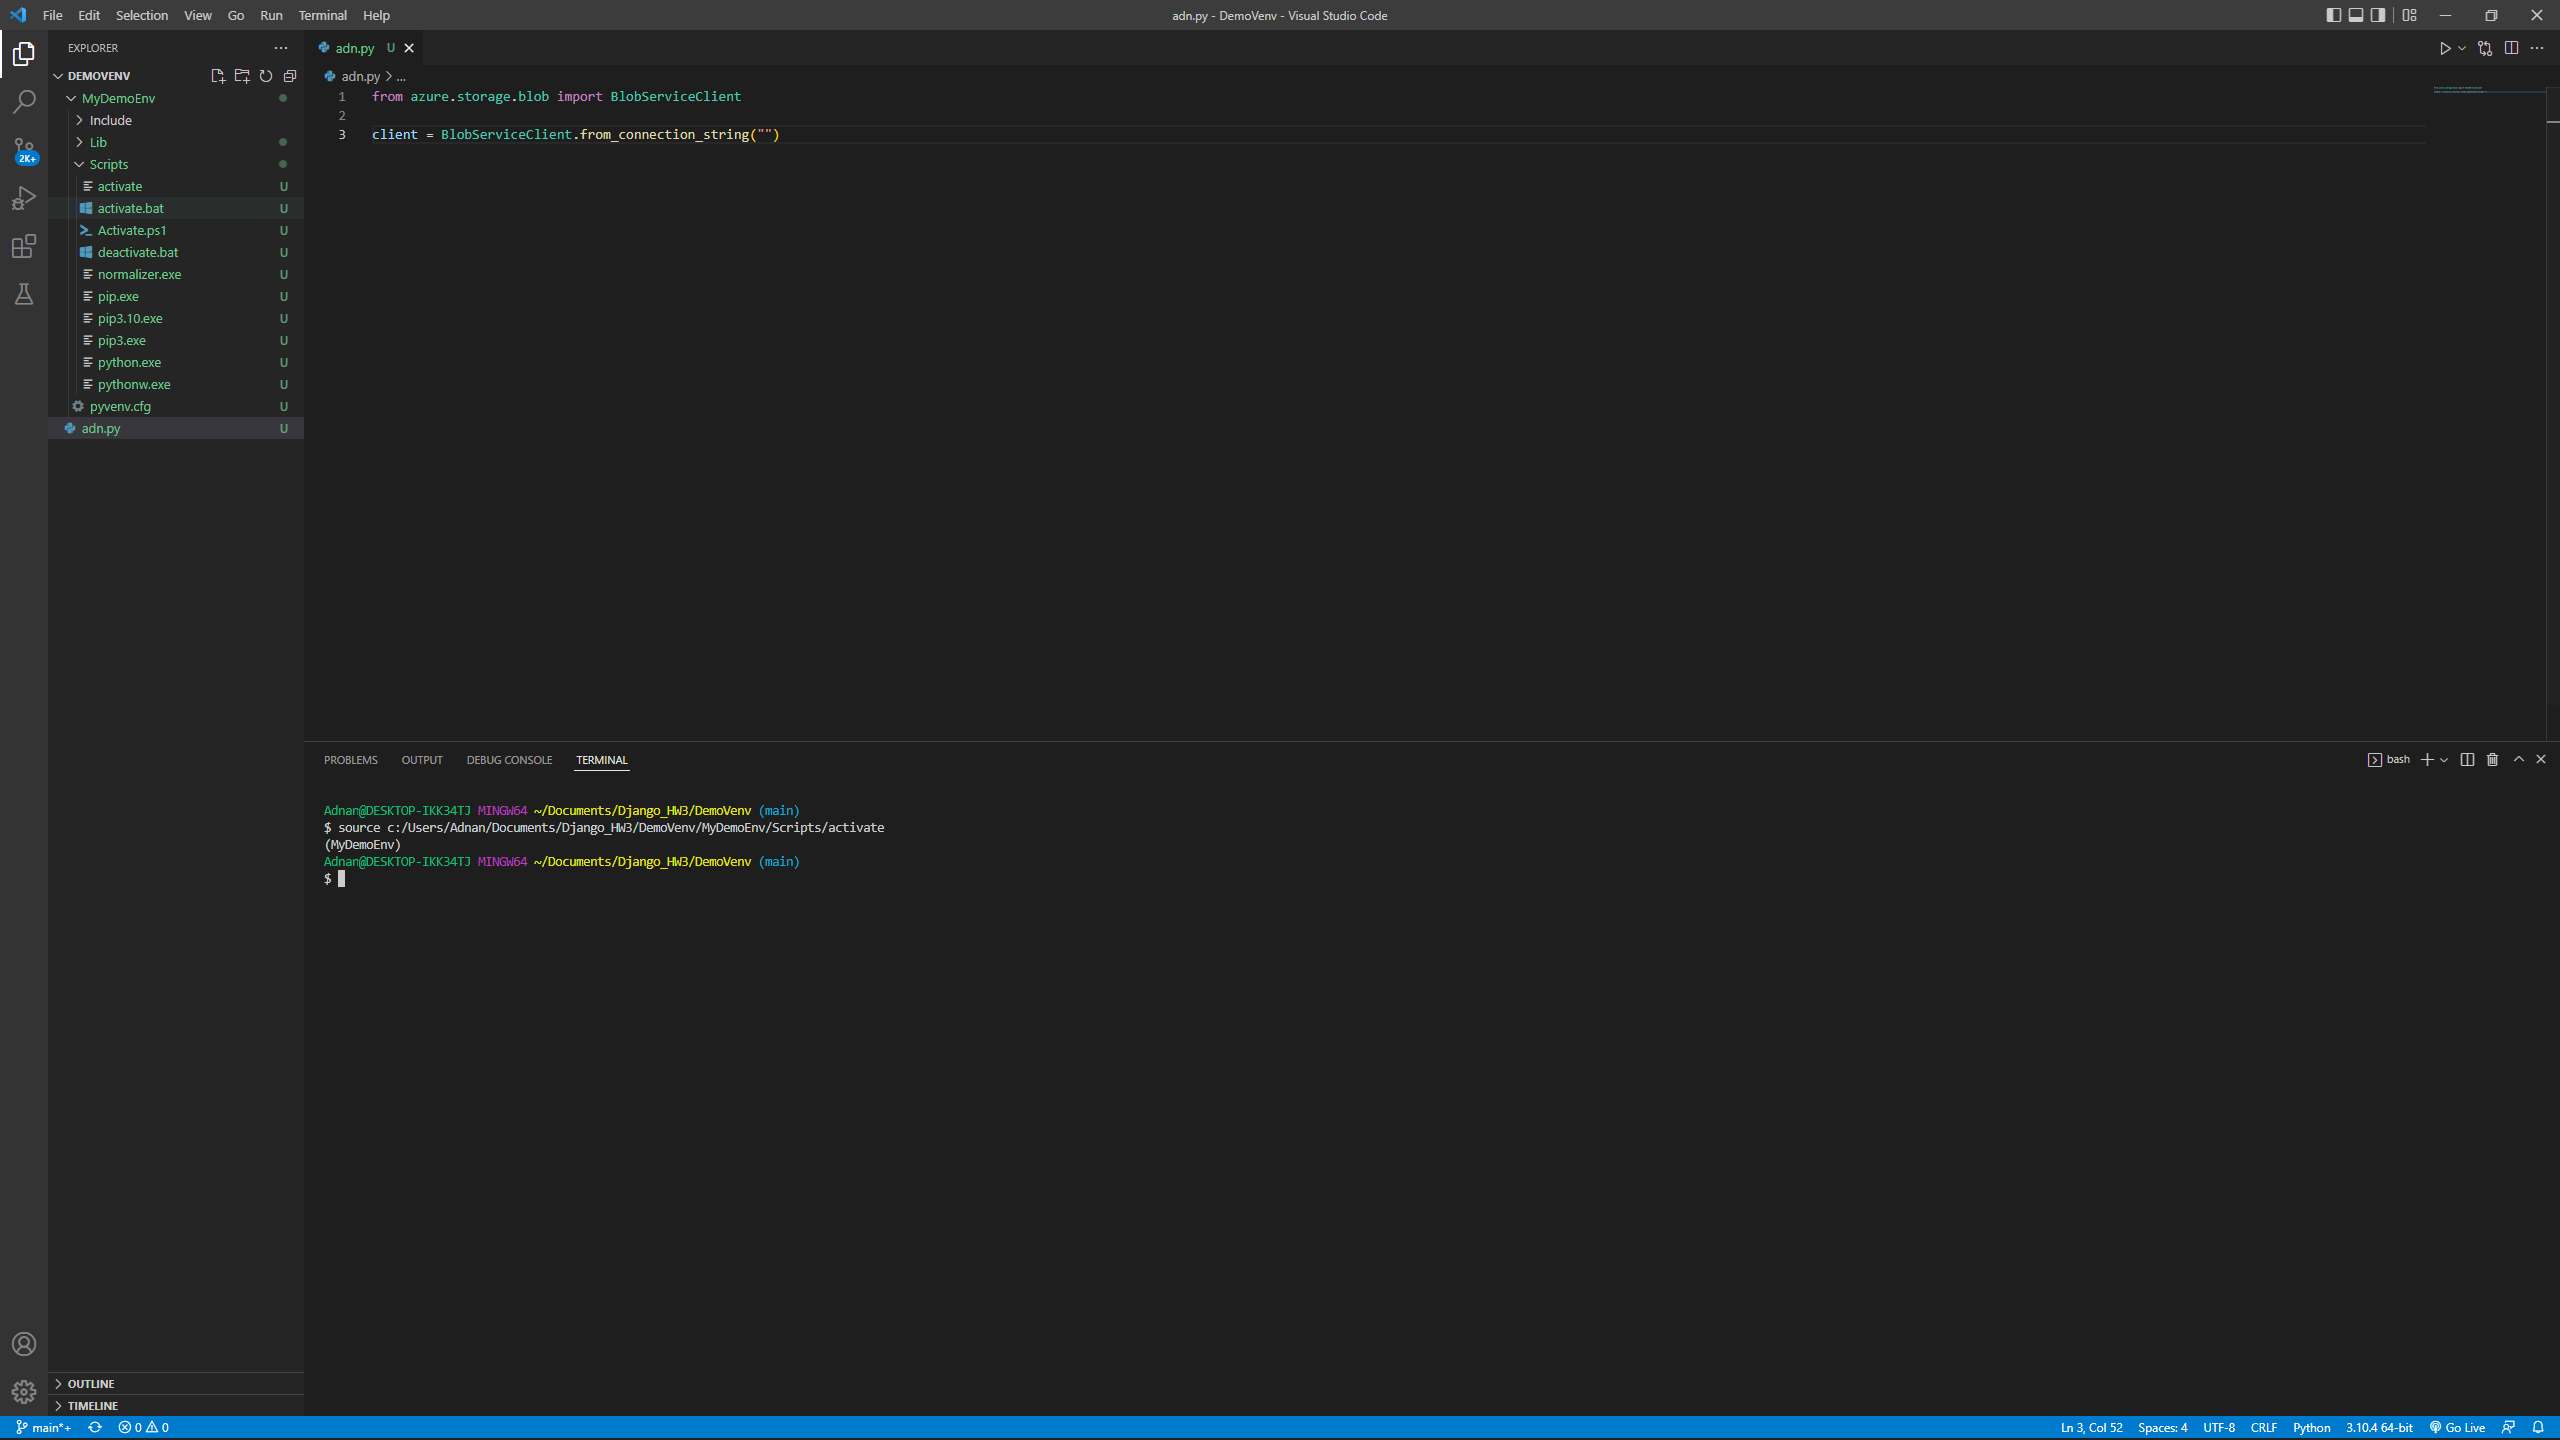 File Edit Selection View Go Run Terminal Help
adn.py - DemoVenv - Visual Studio Code
EXPLORER
DEMOVENV
MyDemoEnv
Include
Lib
Scripts
activate U
activate.bat U
Activate.ps1 U
deactivate.bat U
normalizer.exe U
pip.exe U
pip3.10.exe U
pip3.exe U
python.exe U
pythonw.exe U
pyvenv.cfg U
adn.py U
OUTLINE
TIMELINE
2K+
adn.py U
adn.py > ...
1 from azure.storage.blob import BlobServiceClient
2
3 client = BlobServiceClient.from_connection_string("")
PROBLEMS OUTPUT DEBUG CONSOLE TERMINAL
bash
Adnan@DESKTOP-IKK34TJ MINGW64 ~/Documents/Django_HW3/DemoVenv (main)
$ source c:/Users/Adnan/Documents/Django_HW3/DemoVenv/MyDemoEnv/Scripts/activate
(MyDemoEnv)
Adnan@DESKTOP-IKK34TJ MINGW64 ~/Documents/Django_HW3/DemoVenv (main)
$
main*+ 0 0
Ln 3, Col 52 Spaces: 4 UTF-8 CRLF Python 3.10.4 64-bit Go Live